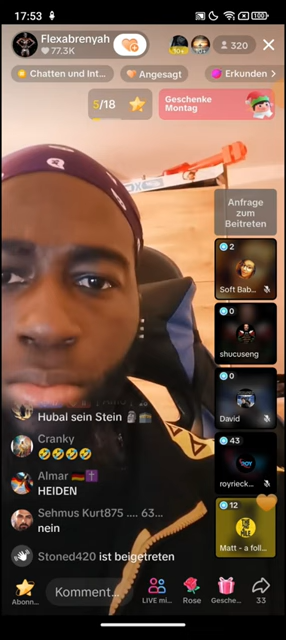 17:53
100
Flexabrenyah
77.3K
320
Chatten und Int...
Angesagt
Erkunden
5/18
Geschenke
Montag
Anfrage
zum
Beitreten
2
Soft Bab...
0
shucuseng
0
David
43
royrieck...
12
Matt - a foll...
Hubal sein Stein 🗿🕋
Cranky
🤣🤣🤣🤣
Almar 🇩🇪✝️
HEIDEN
Sehmus Kurt875 .... 63...
nein
Stoned420 ist beigetreten
Abonn...
Komment...
LIVE mi...
Rose
Gesche...
33